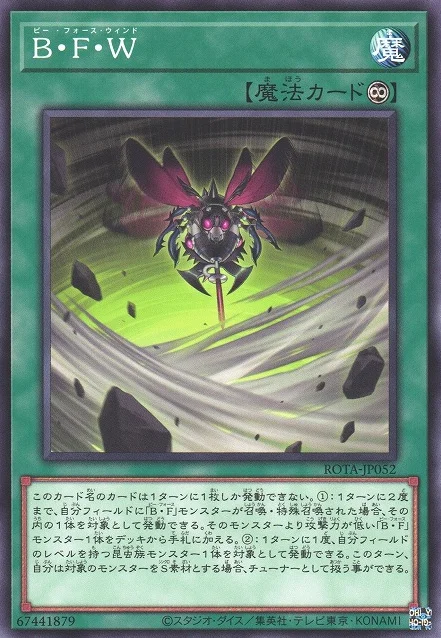 ビー・フォース・ウィンド
B・F・W
魔
【魔法カード】
ROTA-JP052
このカード名のカードは1ターンに1枚しか発動できない。①:1ターンに2度
まで、自分フィールドに「B・F」モンスターが召喚・特殊召喚された場合、その
内の1体を対象として発動できる。そのモンスターより攻撃力が低い「B・F」
モンスター1体をデッキから手札に加える。②:1ターンに1度、自分フィールド
のレベルを持つ昆虫族モンスター1体を対象として発動できる。このターン、
自分は対象のモンスターをS素材とする場合、チューナーとして扱う事ができる。
67441879
©スタジオ・ダイス/集英社・テレビ東京・KONAMI